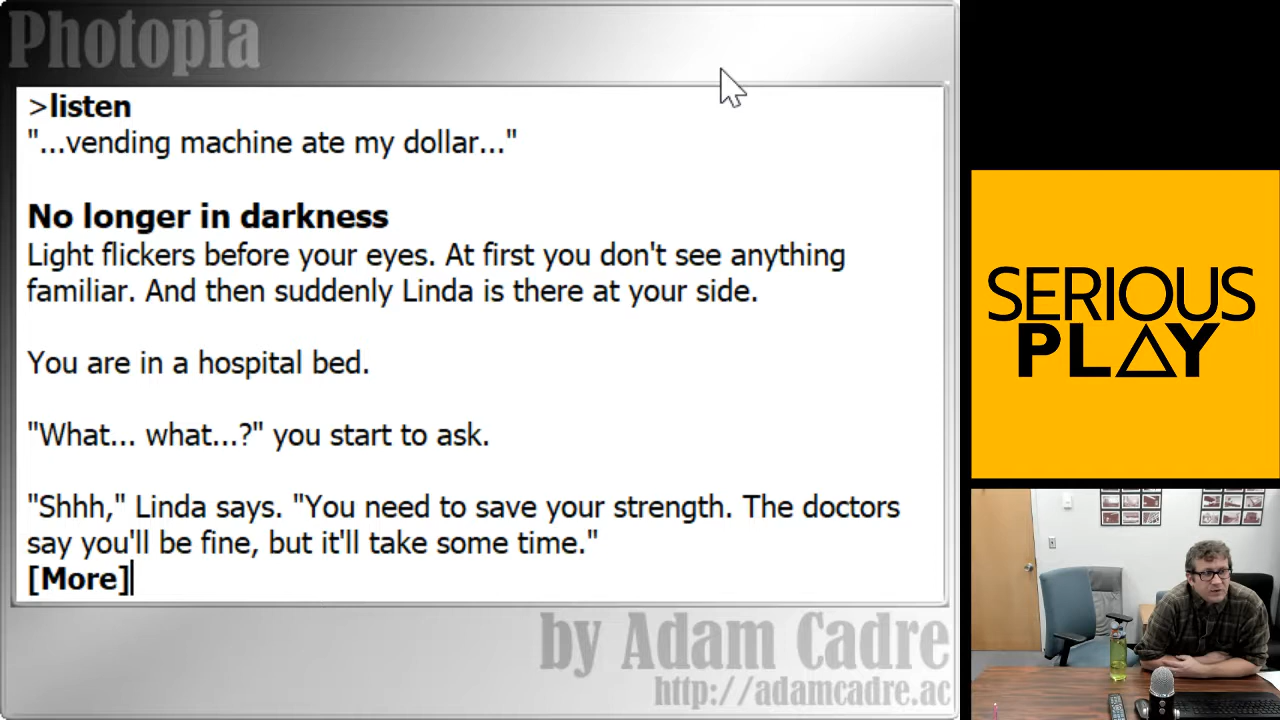 Photopia
>listen
"...vending machine ate my dollar..."
No longer in darkness
Light flickers before your eyes. At first you don't see anything
familiar. And then suddenly Linda is there at your side.
You are in a hospital bed.
"What... what...?" you start to ask.
"Shhh," Linda says. "You need to save your strength. The doctors
say you'll be fine, but it'll take some time."
[More]
by Adam Cadre
http://adamcadre.ac
SERIOUS
PLAY